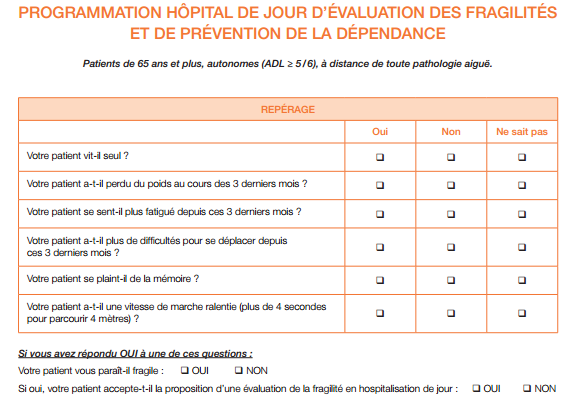 PROGRAMMATION HÔPITAL DE JOUR D'ÉVALUATION DES FRAGILITÉS
ET DE PRÉVENTION DE LA DÉPENDANCE
Patients de 65 ans et plus, autonomes (ADL ≥ 5/6), à distance de toute pathologie aiguë.
REPÉRAGE
Oui Non Ne sait pas
Votre patient vit-il seul ? ❑ ❑ ❑
Votre patient a-t-il perdu du poids au cours des 3 derniers mois ? ❑ ❑ ❑
Votre patient se sent-il plus fatigué depuis ces 3 derniers mois ? ❑ ❑ ❑
Votre patient a-t-il plus de difficultés pour se déplacer depuis
ces 3 derniers mois ? ❑ ❑ ❑
Votre patient se plaint-il de la mémoire ? ❑ ❑ ❑
Votre patient a-t-il une vitesse de marche ralentie (plus de 4 secondes
pour parcourir 4 mètres) ? ❑ ❑ ❑
Si vous avez répondu OUI à une de ces questions :
Votre patient vous paraît-il fragile : ❑ OUI ❑ NON
Si oui, votre patient accepte-t-il la proposition d'une évaluation de la fragilité en hospitalisation de jour : ❑ OUI ❑ NON